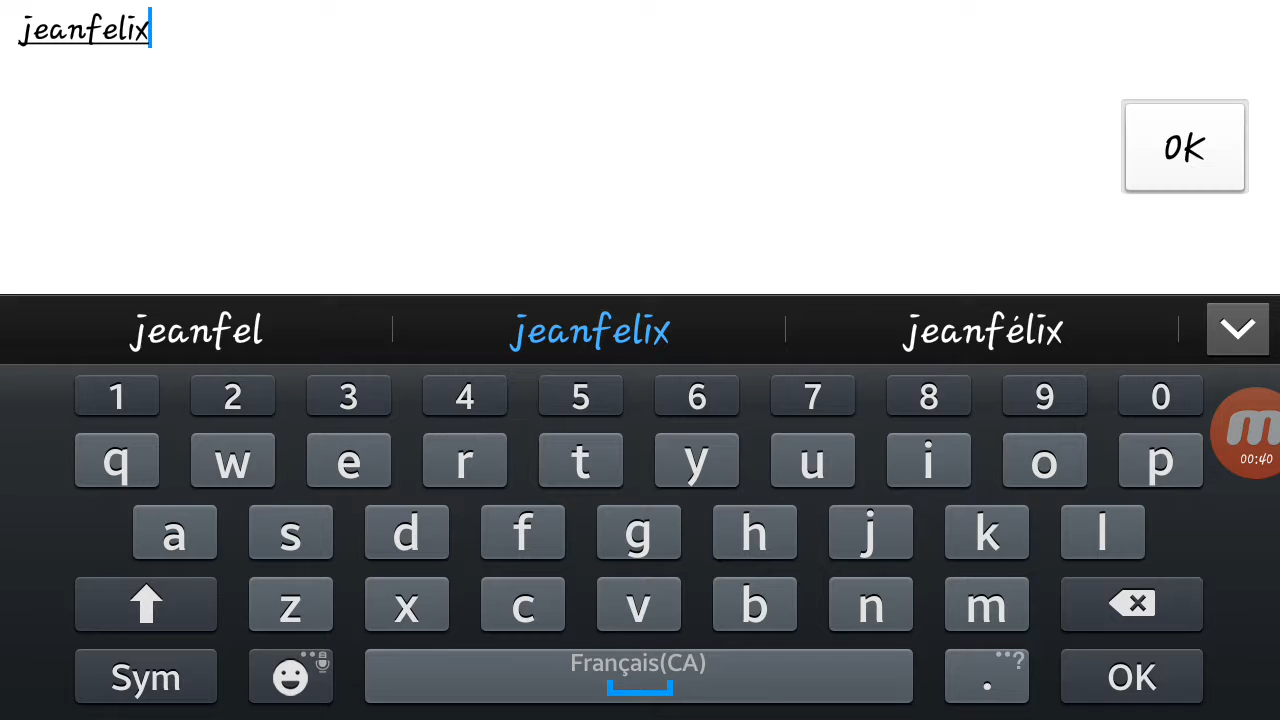 jeanfelix
OK
jeanfel jeanfelix jeanfélix
1 2 3 4 5 6 7 8 9 0
q w e r t y u i o p
m
00:40
a s d f g h j k l
z x c v b n m
Français(CA)
Sym . ? OK